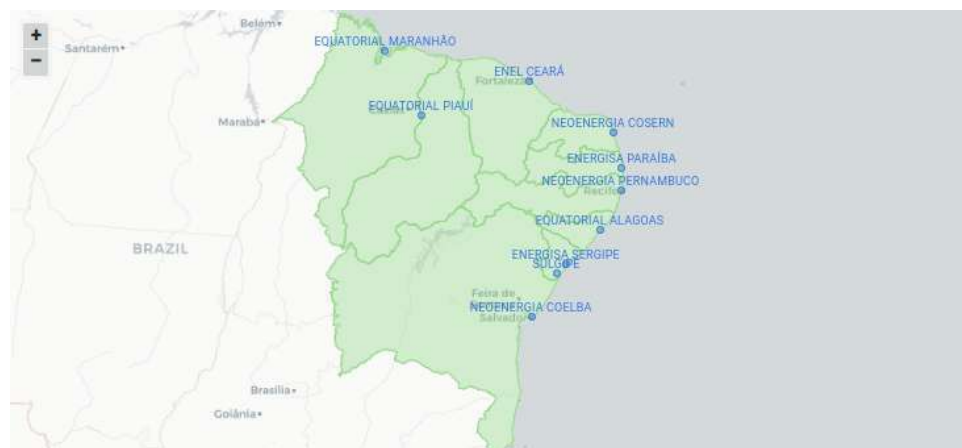 Belém
+
EQUATORIAL MARANHÃO
Santarém
−
ENEL CEARÁ
Fortaleza
EQUATORIAL PIAUÍ
Marabá
NEOENERGIA COSERN
ENERGISA PARAÍBA
NEOENERGIA PERNAMBUCO
Recife
EQUATORIAL ALAGOAS
BRAZIL
ENERGISA SERGIPE
SULGIPE
Feira de
NEOENERGIA COELBA
Salvador
Brasília
Goiânia